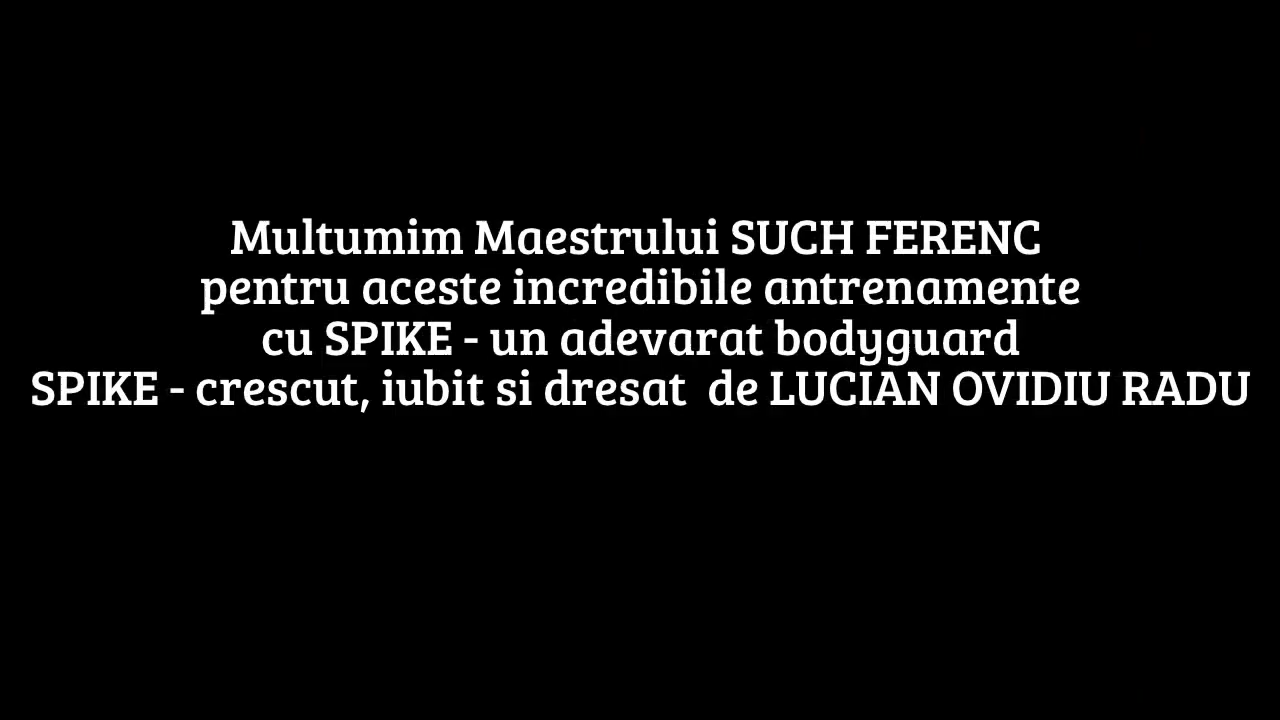 Multumim Maestrului SUCH FERENC
pentru aceste incredibile antrenamente
cu SPIKE - un adevarat bodyguard
SPIKE - crescut, iubit si dresat  de LUCIAN OVIDIU RADU